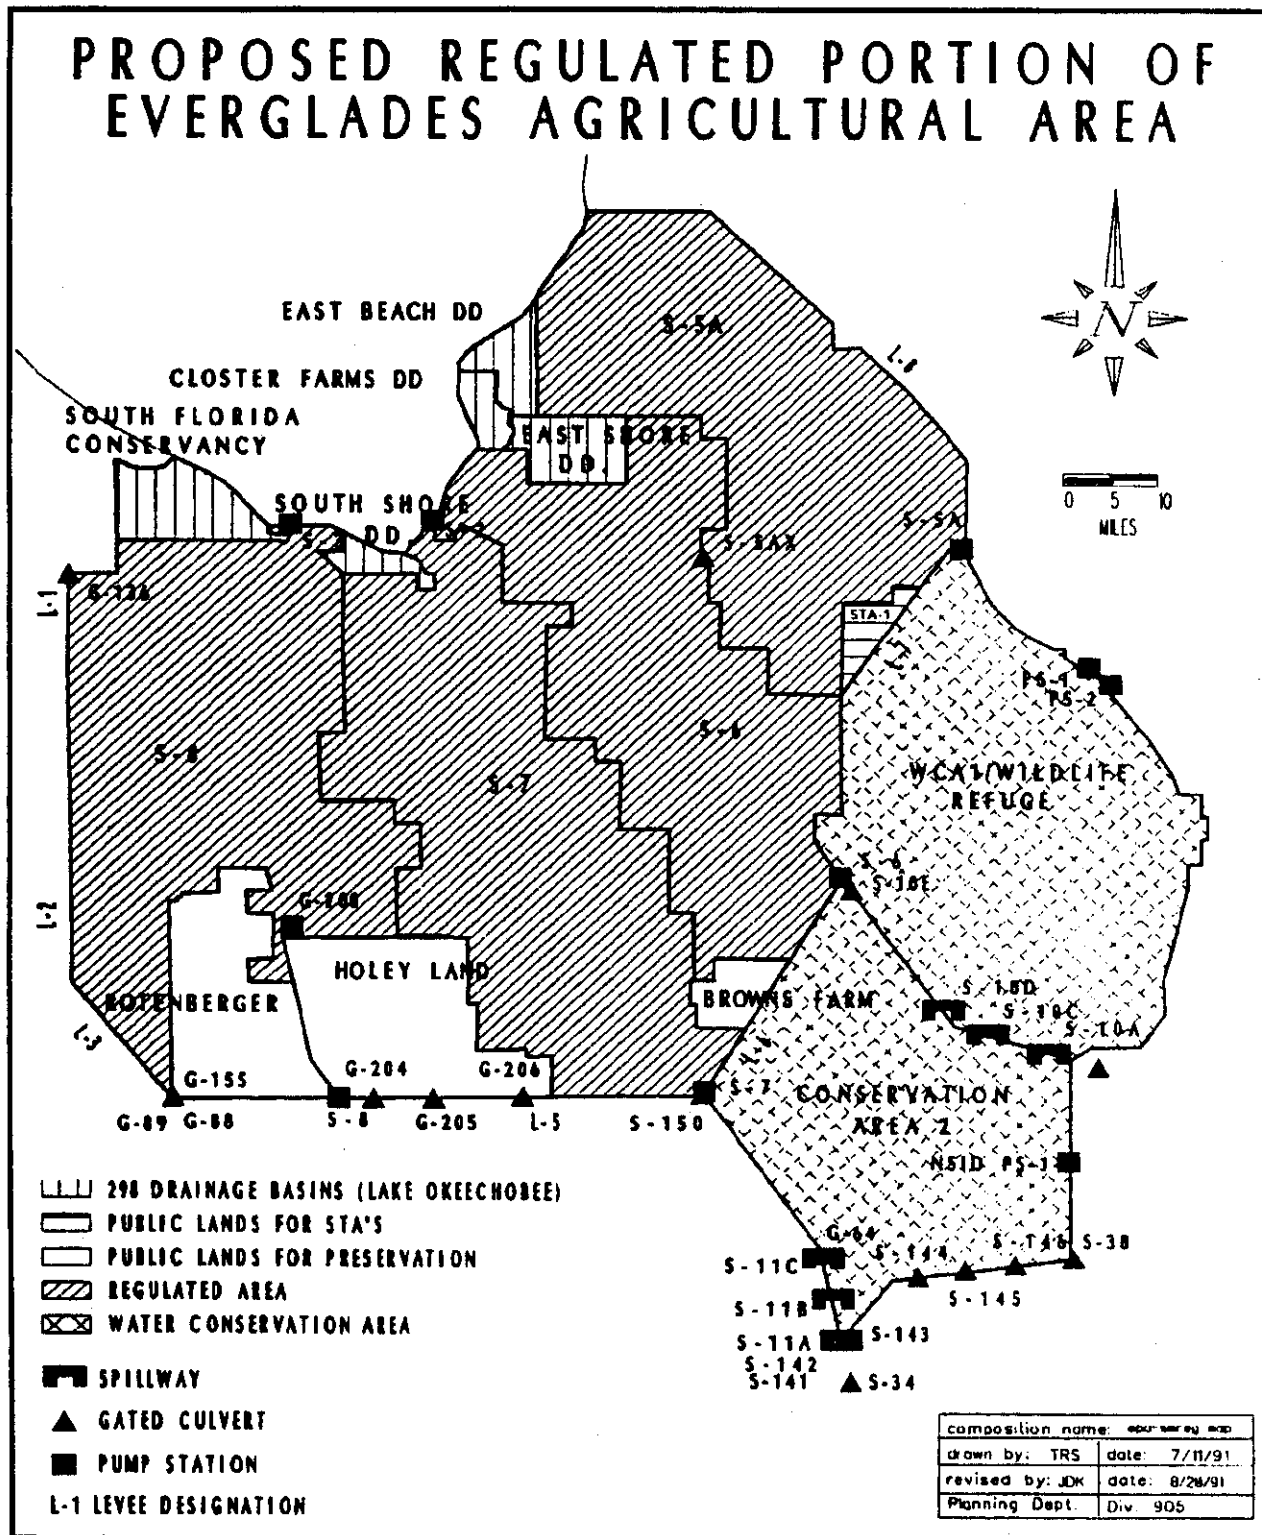 PROPOSED REGULATED PORTION OF
EVERGLADES AGRICULTURAL AREA
EAST BEACH DD
S-5A
L-8
CLOSTER FARMS DD
SOUTH FLORIDA
CONSERVANCY
EAST SHORE
DD.
SOUTH SHORE
DD.
N
0 5 10
MILES
S-5A
S-2
S-5AX
G-136
L-1
STA-1
L-7
PS-1
PS-2
S-8
S-7
S-6
WCA1/WILDLIFE
REFUGE
S-6
S-10E
L-2
G-200
HOLEY LAND
ROTENBERGER
BROWNS FARM
S-10D
S-10C
S-10A
L-3
L-6
G-155
G-204
G-206
S-7
CONSERVATION
AREA 2
G-89 G-88
S-8
G-205
L-5
S-150
NSID PS-1
298 DRAINAGE BASINS (LAKE OKEECHOBEE)
PUBLIC LANDS FOR STA'S
PUBLIC LANDS FOR PRESERVATION
REGULATED AREA
WATER CONSERVATION AREA
G-64
S-144
S-146
S-38
S-11C
S-145
S-11B
S-11A
S-143
S-142
S-141
S-34
SPILLWAY
GATED CULVERT
PUMP STATION
L-1 LEVEE DESIGNATION
composition name:
drawn by: TRS date: 7/11/91
revised by: JDK date: 8/28/91
Planning Dept. Div. 905